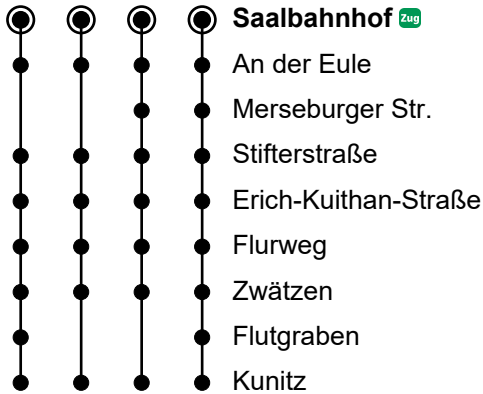 Saalbahnhof Zug
An der Eule
Merseburger Str.
Stifterstraße
Erich-Kuithan-Straße
Flurweg
Zwätzen
Flutgraben
Kunitz